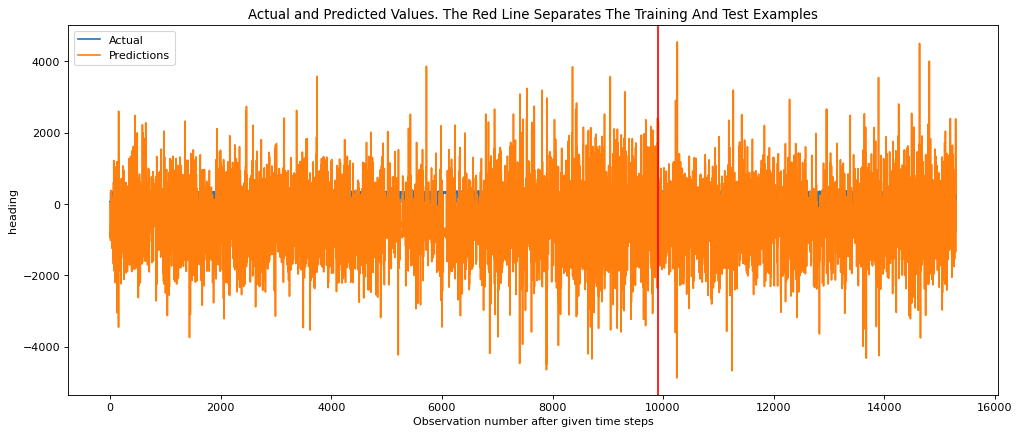 Actual and Predicted Values. The Red Line Separates The Training And Test Examples
Actual
Predictions
4000
2000
0
−2000
−4000
heading
0 2000 4000 6000 8000 10000 12000 14000 16000
Observation number after given time steps